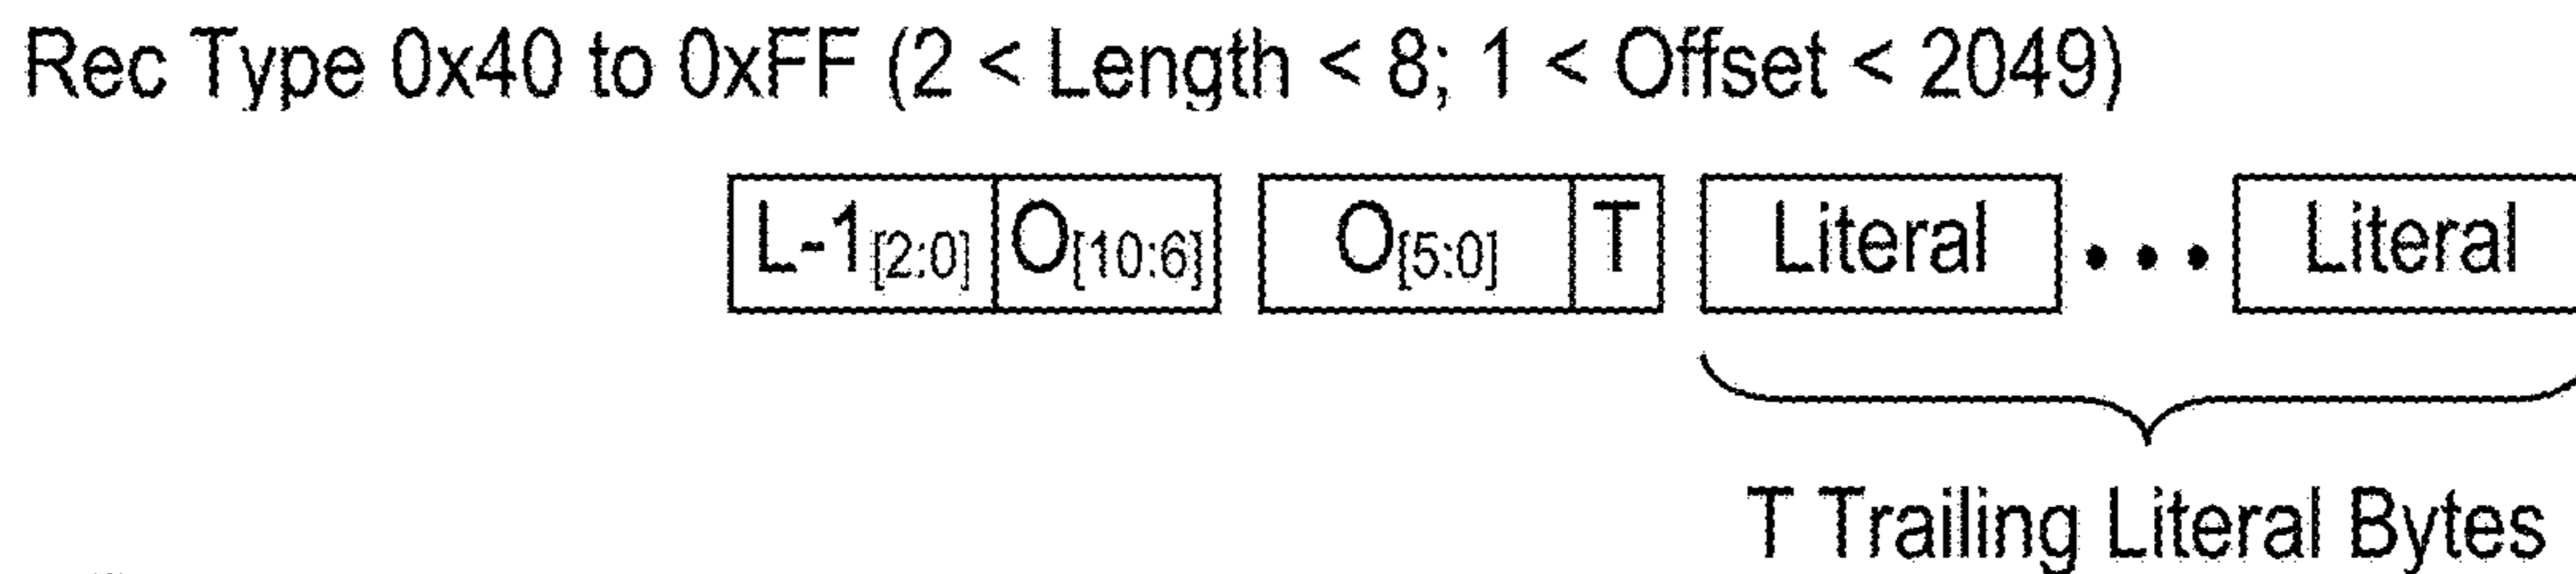 Rec Type 0x40 to 0xFF (2 < Length < 8; 1 < Offset < 2049)
L-1[2:0] O[10:6] O[5:0] T Literal • • • Literal
T Trailing Literal Bytes